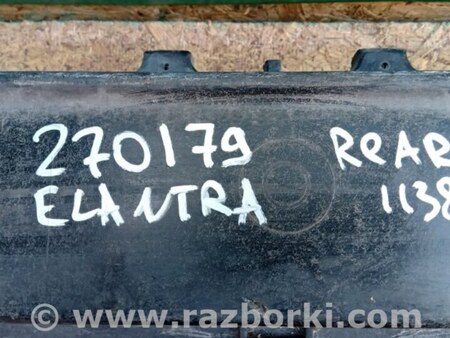 270179 REAR
ELANTRA 1138
© www.razborki.com